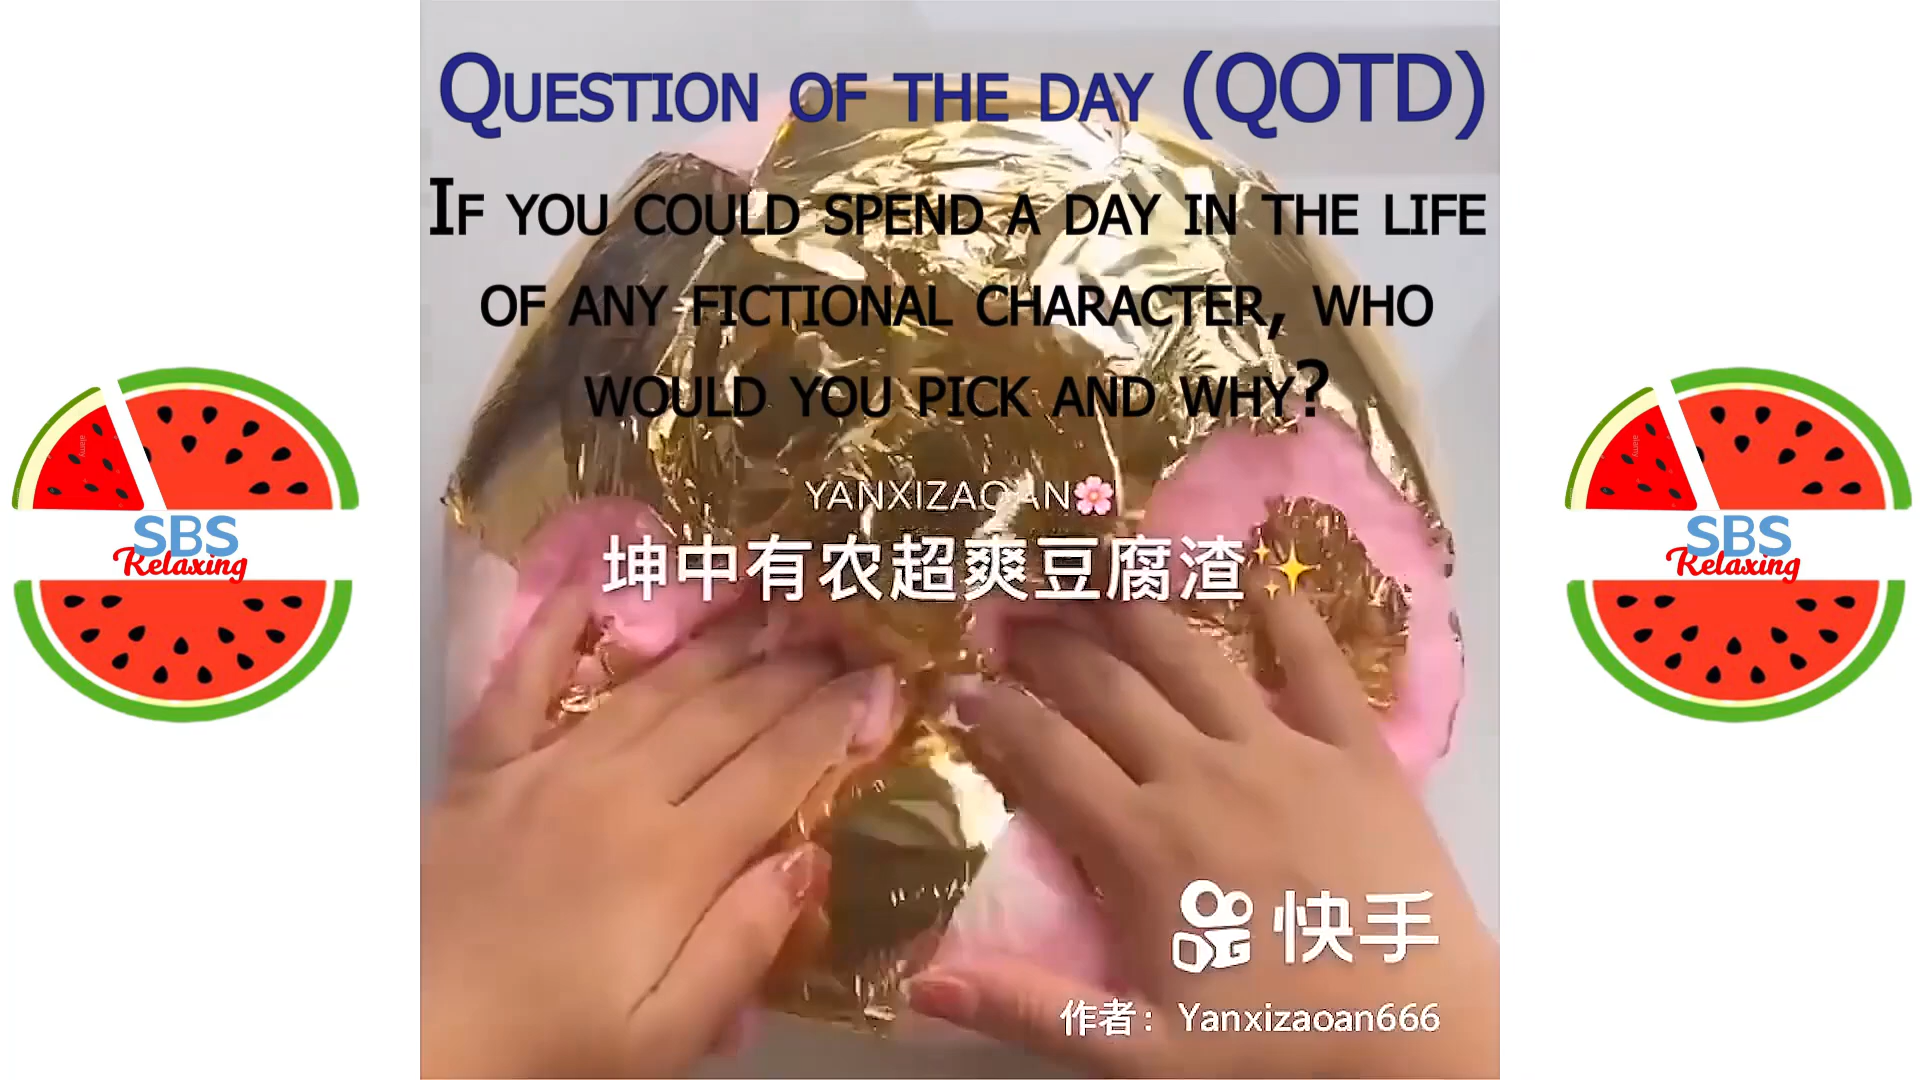 QUESTION OF THE DAY (QOTD)
IF YOU COULD SPEND A DAY IN THE LIFE
OF ANY FICTIONAL CHARACTER, WHO
WOULD YOU PICK AND WHY?
YANXIZAOAN🌸
坤中有农超爽豆腐渣✨
SBS
Relaxing
SBS
Relaxing
快手
作者：Yanxizaoan666